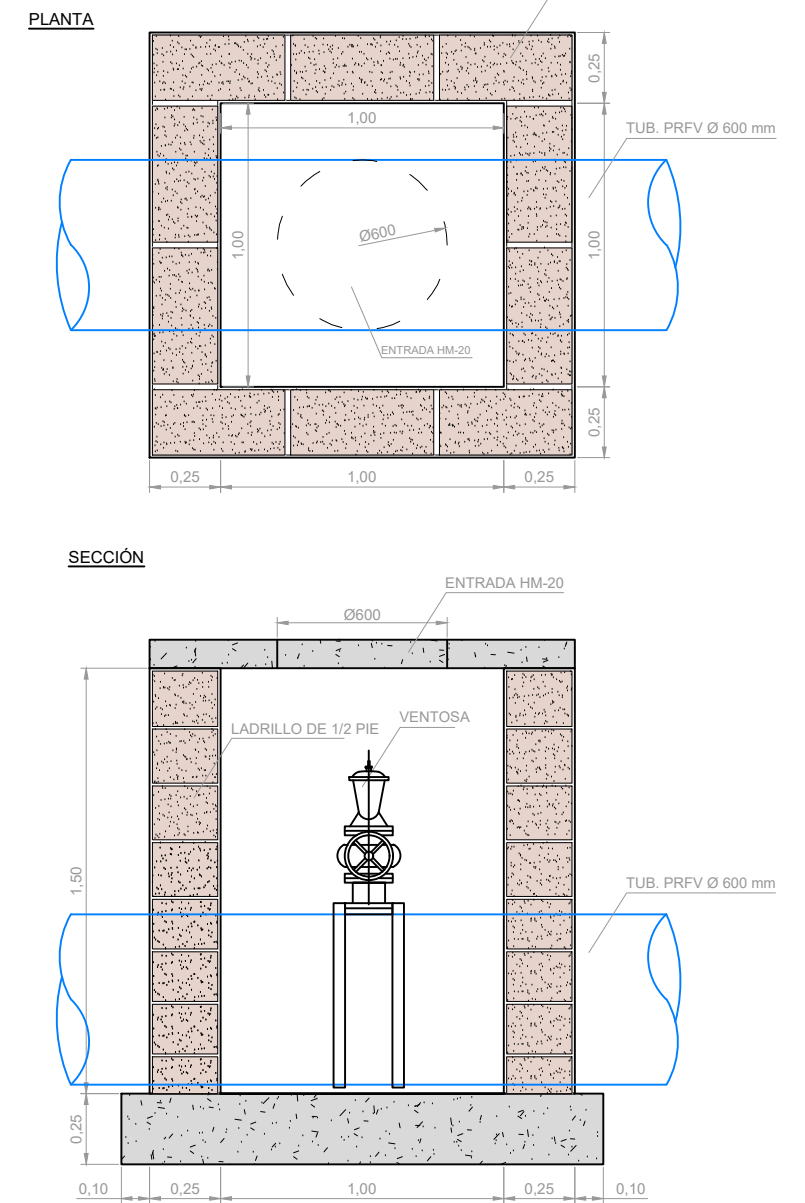 PLANTA
0,25
1,00
TUB. PRFV Ø 600 mm
Ø600
1,00
1,00
ENTRADA HM-20
0,25
0,25
1,00
0,25
SECCIÓN
ENTRADA HM-20
Ø600
LADRILLO DE 1/2 PIE
VENTOSA
1,50
TUB. PRFV Ø 600 mm
0,25
0,10
0,25
1,00
0,25
0,10